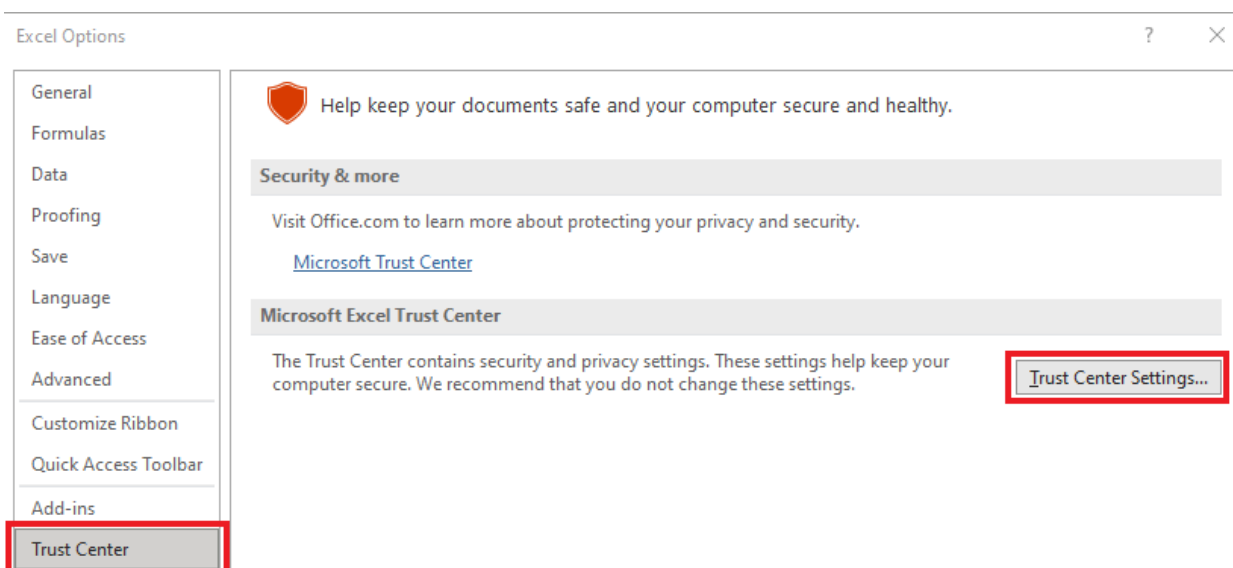 Excel Options
?
General
Formulas
Data
Proofing
Save
Language
Ease of Access
Advanced
Customize Ribbon
Quick Access Toolbar
Add-ins
Trust Center
Help keep your documents safe and your computer secure and healthy.
Security & more
Visit Office.com to learn more about protecting your privacy and security.
Microsoft Trust Center
Microsoft Excel Trust Center
The Trust Center contains security and privacy settings. These settings help keep your
computer secure. We recommend that you do not change these settings.
Trust Center Settings...